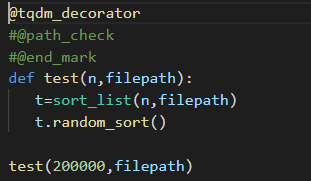 @tqdm_decorator
#@path_check
#@end_mark
def test(n,filepath):
    t=sort_list(n,filepath)
    t.random_sort()

test(200000,filepath)